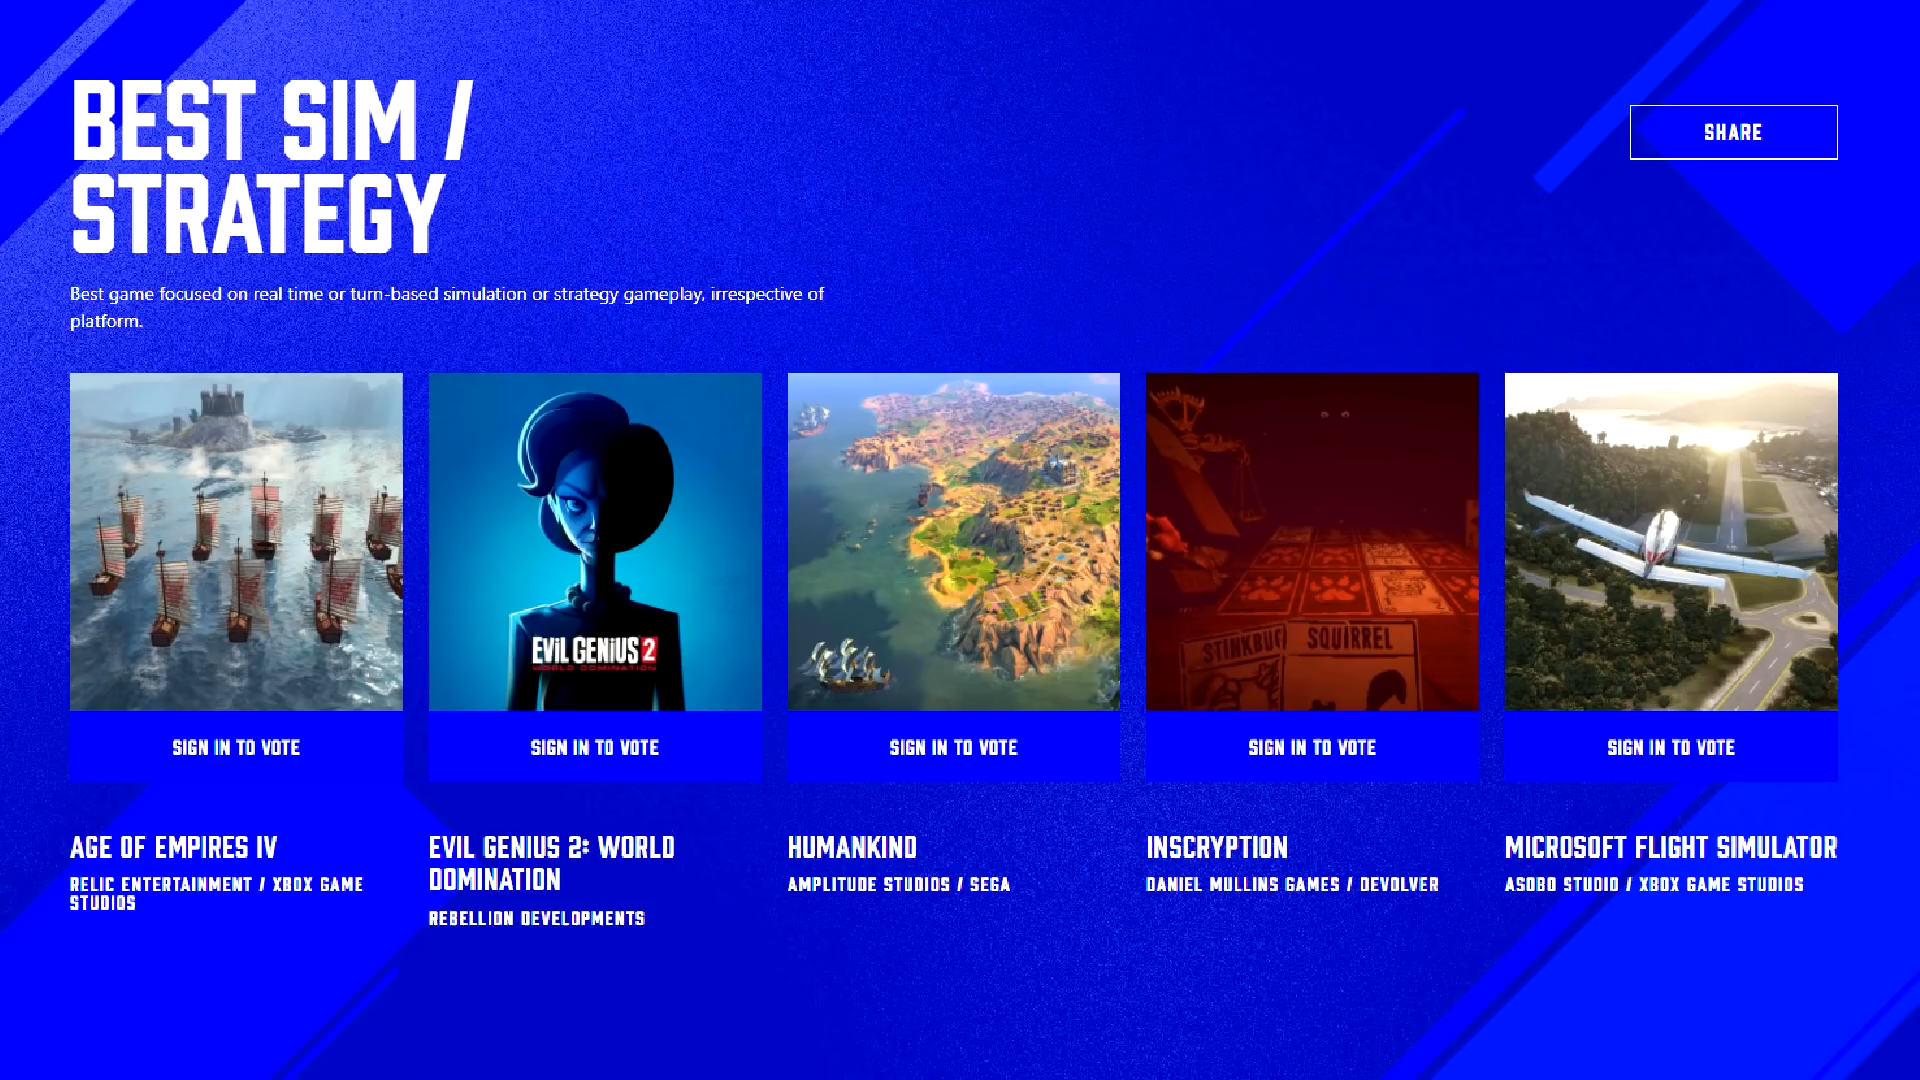 BEST SIM /
STRATEGY
SHARE
Best game focused on real time or turn-based simulation or strategy gameplay, irrespective of
platform.
EVIL GENIUS 2
WORLD DOMINATION
STINKBUG
SQUIRREL
SIGN IN TO VOTE
SIGN IN TO VOTE
SIGN IN TO VOTE
SIGN IN TO VOTE
SIGN IN TO VOTE
AGE OF EMPIRES IV
RELIC ENTERTAINMENT / XBOX GAME
STUDIOS
EVIL GENIUS 2: WORLD
DOMINATION
REBELLION DEVELOPMENTS
HUMANKIND
AMPLITUDE STUDIOS / SEGA
INSCRYPTION
DANIEL MULLINS GAMES / DEVOLVER
MICROSOFT FLIGHT SIMULATOR
ASOBO STUDIO / XBOX GAME STUDIOS